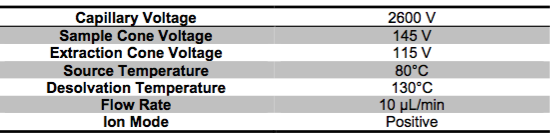 Capillary Voltage 2600 V
Sample Cone Voltage 145 V
Extraction Cone Voltage 115 V
Source Temperature 80°C
Desolvation Temperature 130°C
Flow Rate 10 µL/min
Ion Mode Positive